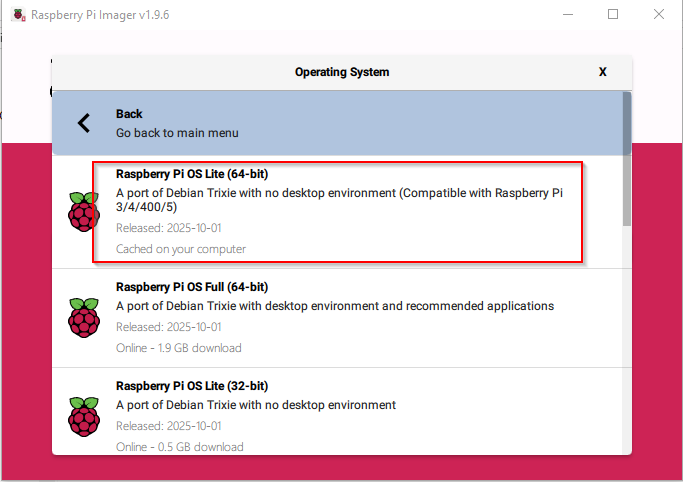 Raspberry Pi Imager v1.9.6
Operating System
X
Back
Go back to main menu
Raspberry Pi OS Lite (64-bit)
A port of Debian Trixie with no desktop environment (Compatible with Raspberry Pi
3/4/400/5)
Released: 2025-10-01
Cached on your computer
Raspberry Pi OS Full (64-bit)
A port of Debian Trixie with desktop environment and recommended applications
Released: 2025-10-01
Online - 1.9 GB download
Raspberry Pi OS Lite (32-bit)
A port of Debian Trixie with no desktop environment
Released: 2025-10-01
Online - 0.5 GB download